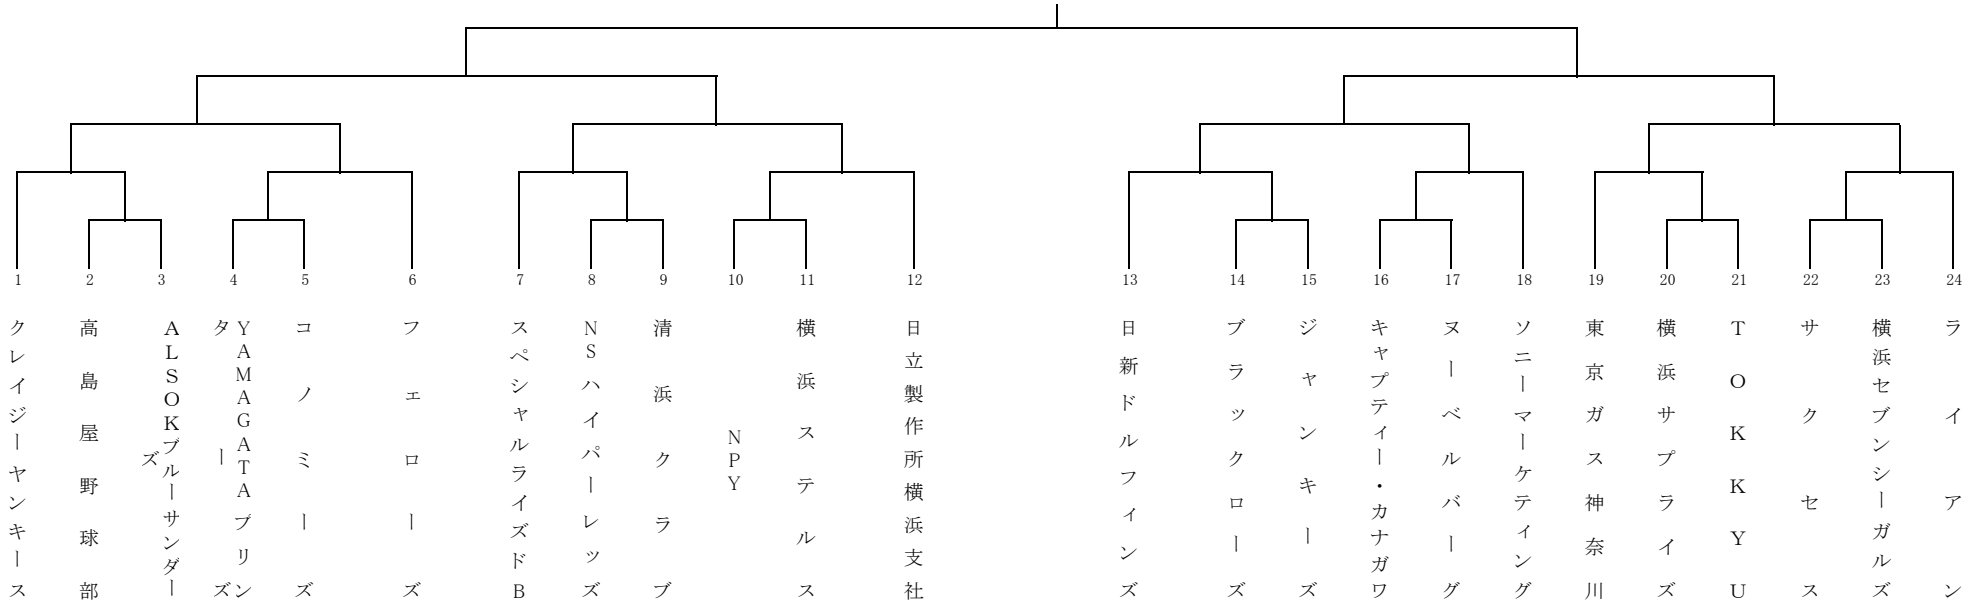 1
2
3
4
5
6
7
8
9
10
11
12
13
14
15
16
17
18
19
20
21
22
23
24
クレイジーヤンキース
高島屋野球部
ＡＬＳＯＫブルーサンダーズ
ＹＡＭＡＧＡＴＡプリンターズ
コノミーズ
フェローズ
スペシャルライズドＢ
ＮＳハイパーレッズ
清浜クラブ
ＮＰＹ
横浜ステルス
日立製作所横浜支社
日新ドルフィンズ
ブラックローズ
ジャンキーズ
キャプティー・カナガワ
ヌーベルバーグ
ソニーマーケティング
東京ガス神奈川
横浜サプライズ
ＴＯＫＫＹＵ
サクセス
横浜セブンシーガルズ
ライアン